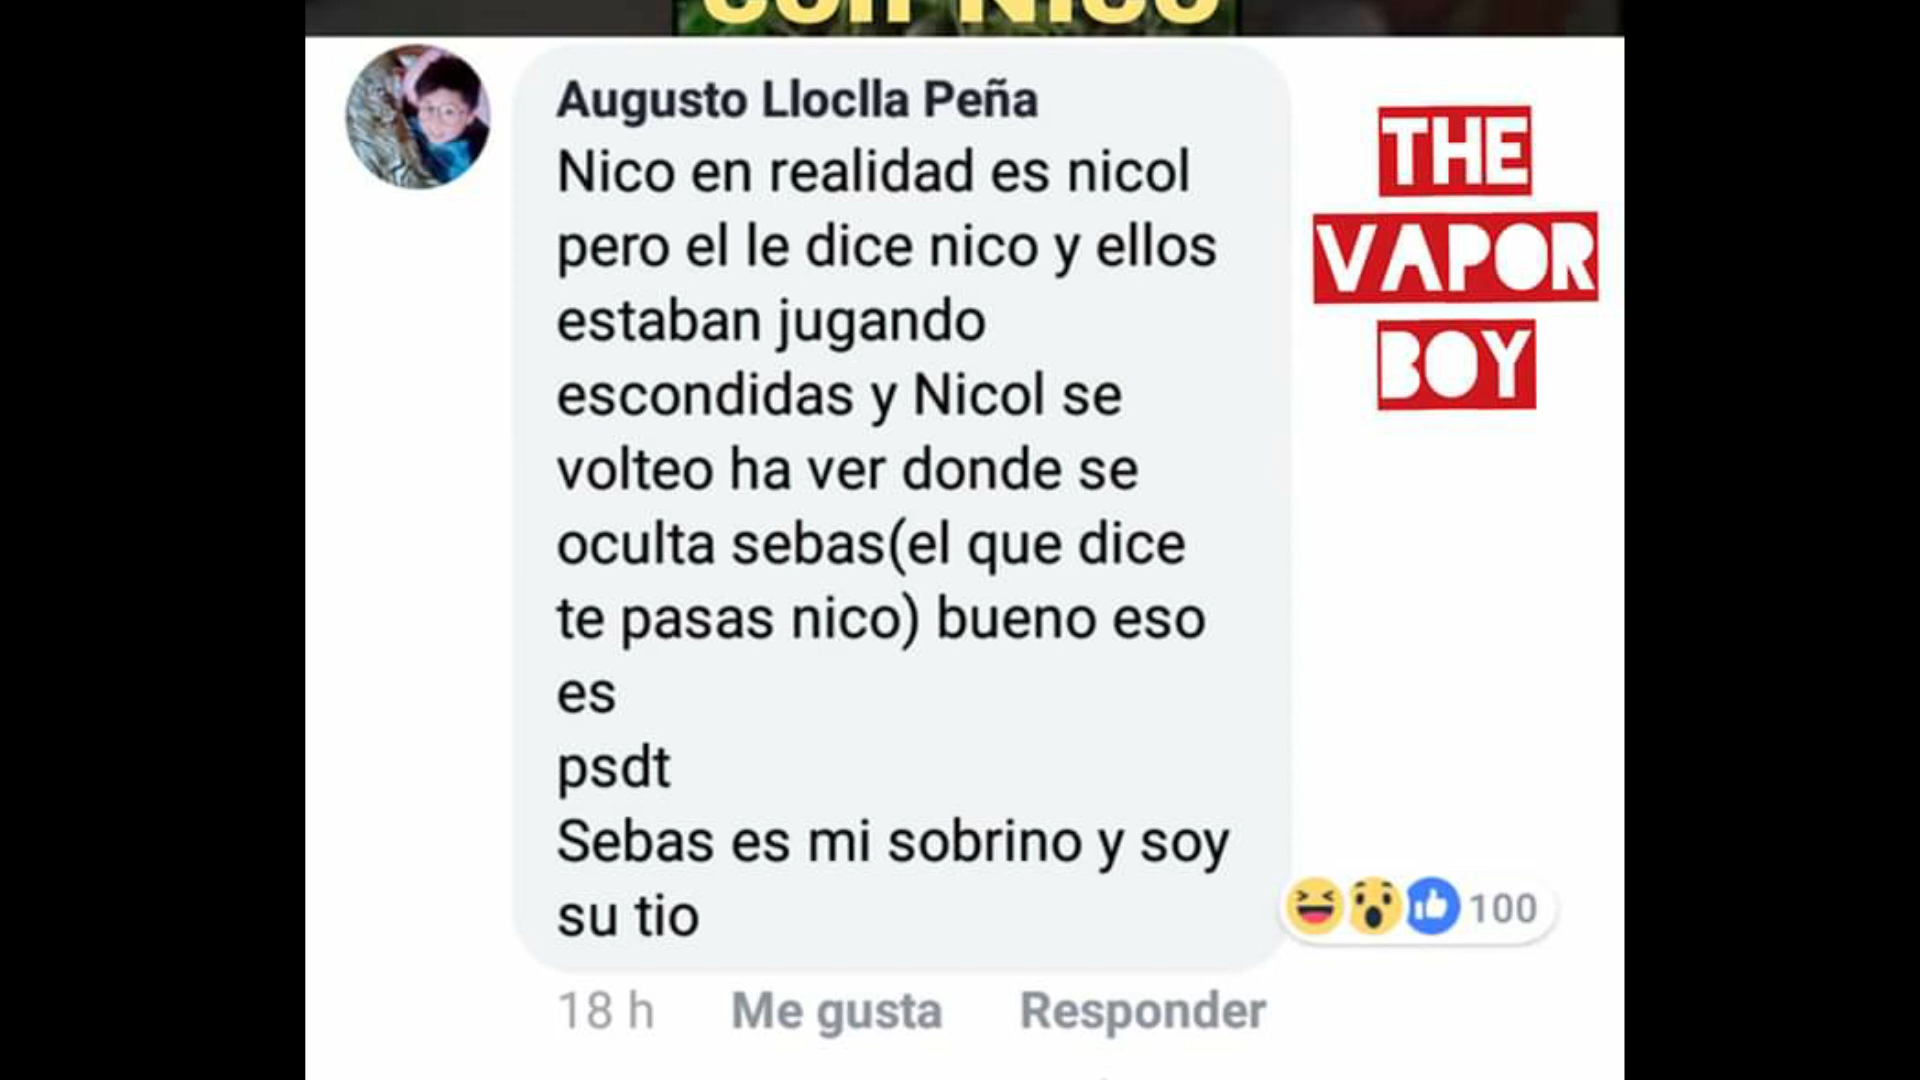 con Nico
Augusto Lloclla Peña
Nico en realidad es nicol
pero el le dice nico y ellos
estaban jugando
escondidas y Nicol se
volteo ha ver donde se
oculta sebas(el que dice
te pasas nico) bueno eso
es
psdt
Sebas es mi sobrino y soy
su tio
100
18 h Me gusta Responder
THE
VAPOR
BOY